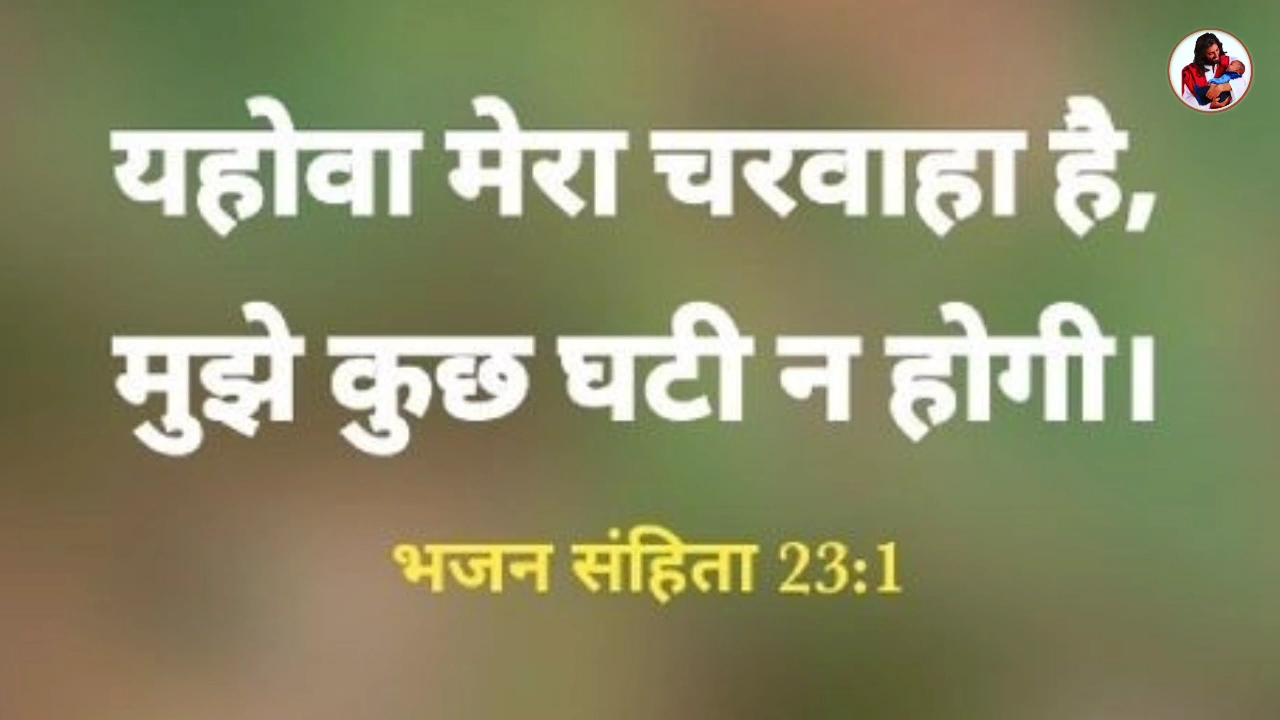 यहोवा मेरा चरवाहा है,
मुझे कुछ घटी न होगी।
भजन संहिता 23:1